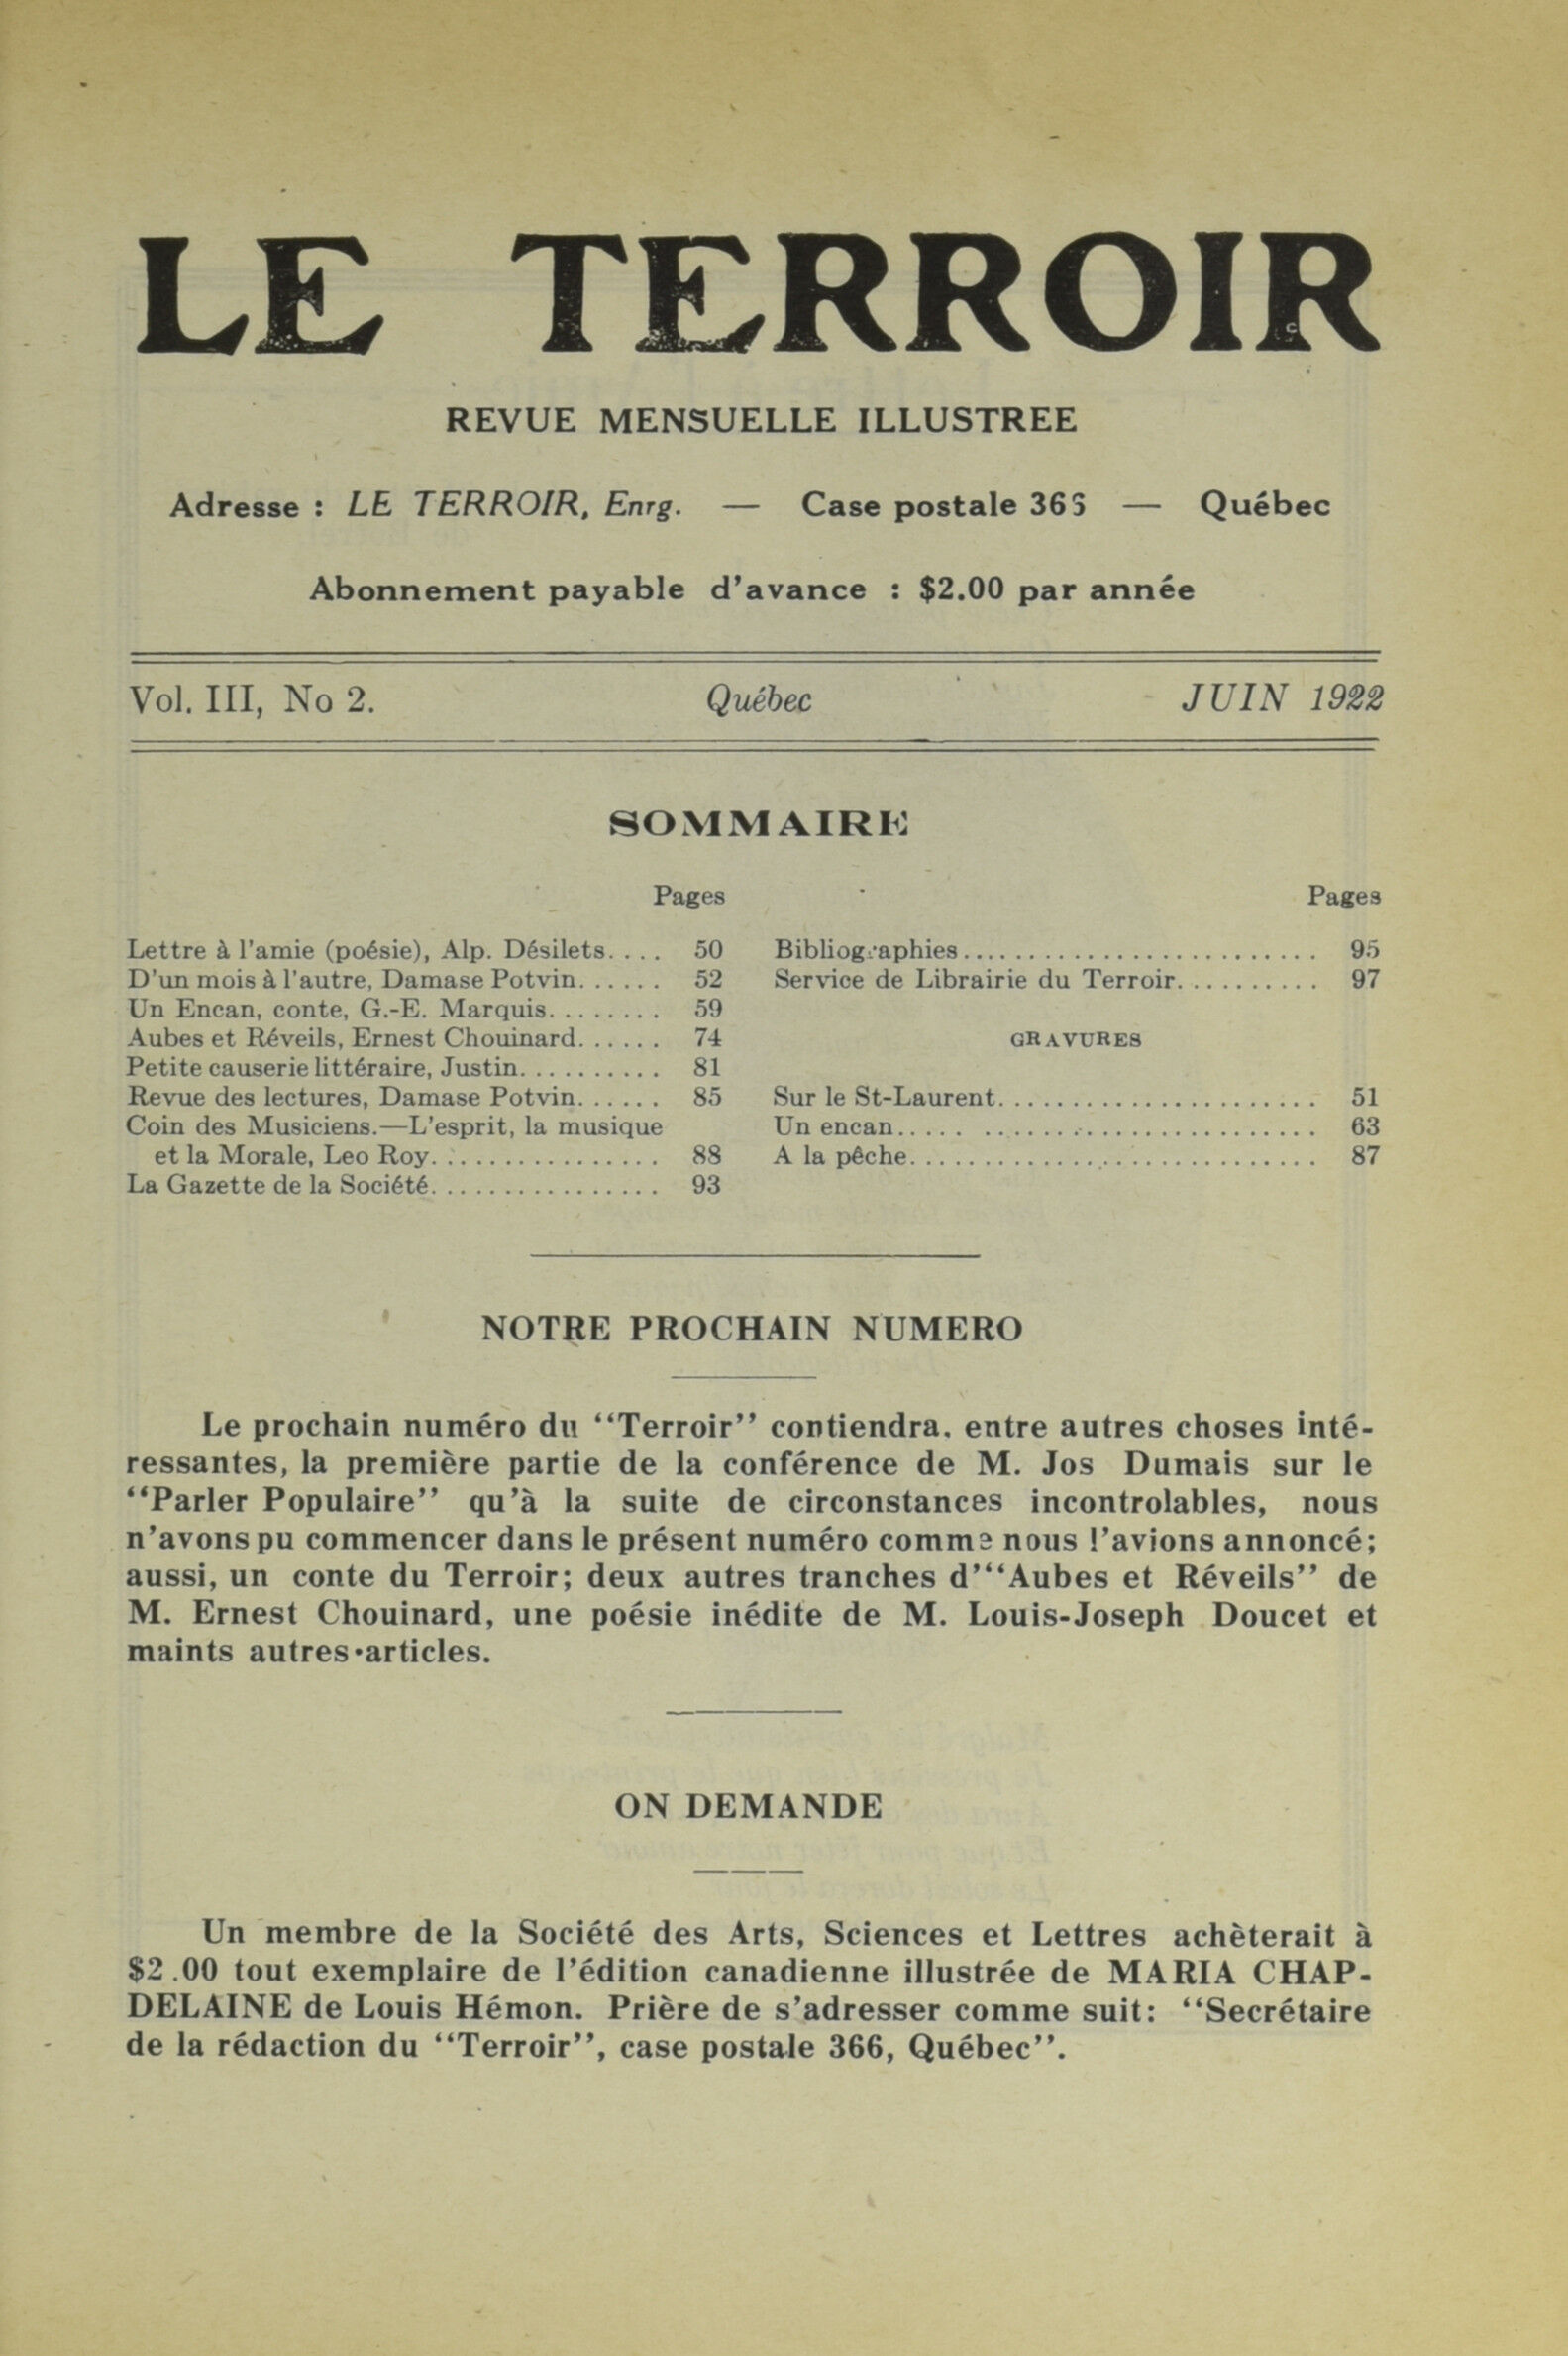 LE TERROIR
REVUE MENSUELLE ILLUSTREE
Adresse : LE TERROIR, Enrg. — Case postale 366 — Québec
Abonnement payable d'avance : $2.00 par année
Vol. III, No 2. Québec JUIN 1922
SOMMAIRE
Pages
Lettre à l'amie (poésie), Alp. Désilets.... 50
D'un mois à l'autre, Damase Potvin...... 52
Un Encan, conte, G.-E. Marquis........ 59
Aubes et Réveils, Ernest Chouinard...... 74
Petite causerie littéraire, Justin.......... 81
Revue des lectures, Damase Potvin...... 85
Coin des Musiciens.—L'esprit, la musique
et la Morale, Leo Roy................ 88
La Gazette de la Société................ 93
Pages
Bibliographies......................... 95
Service de Librairie du Terroir.......... 97
GRAVURES
Sur le St-Laurent...................... 51
Un encan..... ....................... 63
A la pêche............................ 87
NOTRE PROCHAIN NUMERO
Le prochain numéro du “Terroir” contiendra, entre autres choses inté-
ressantes, la première partie de la conférence de M. Jos Dumais sur le
“Parler Populaire” qu'à la suite de circonstances incontrolables, nous
n'avons pu commencer dans le présent numéro comme nous l'avions annoncé;
aussi, un conte du Terroir; deux autres tranches d'“Aubes et Réveils” de
M. Ernest Chouinard, une poésie inédite de M. Louis-Joseph Doucet et
maints autres articles.
ON DEMANDE
Un membre de la Société des Arts, Sciences et Lettres achèterait à
$2.00 tout exemplaire de l'édition canadienne illustrée de MARIA CHAP-
DELAINE de Louis Hémon. Prière de s'adresser comme suit: “Secrétaire
de la rédaction du “Terroir”, case postale 366, Québec”.